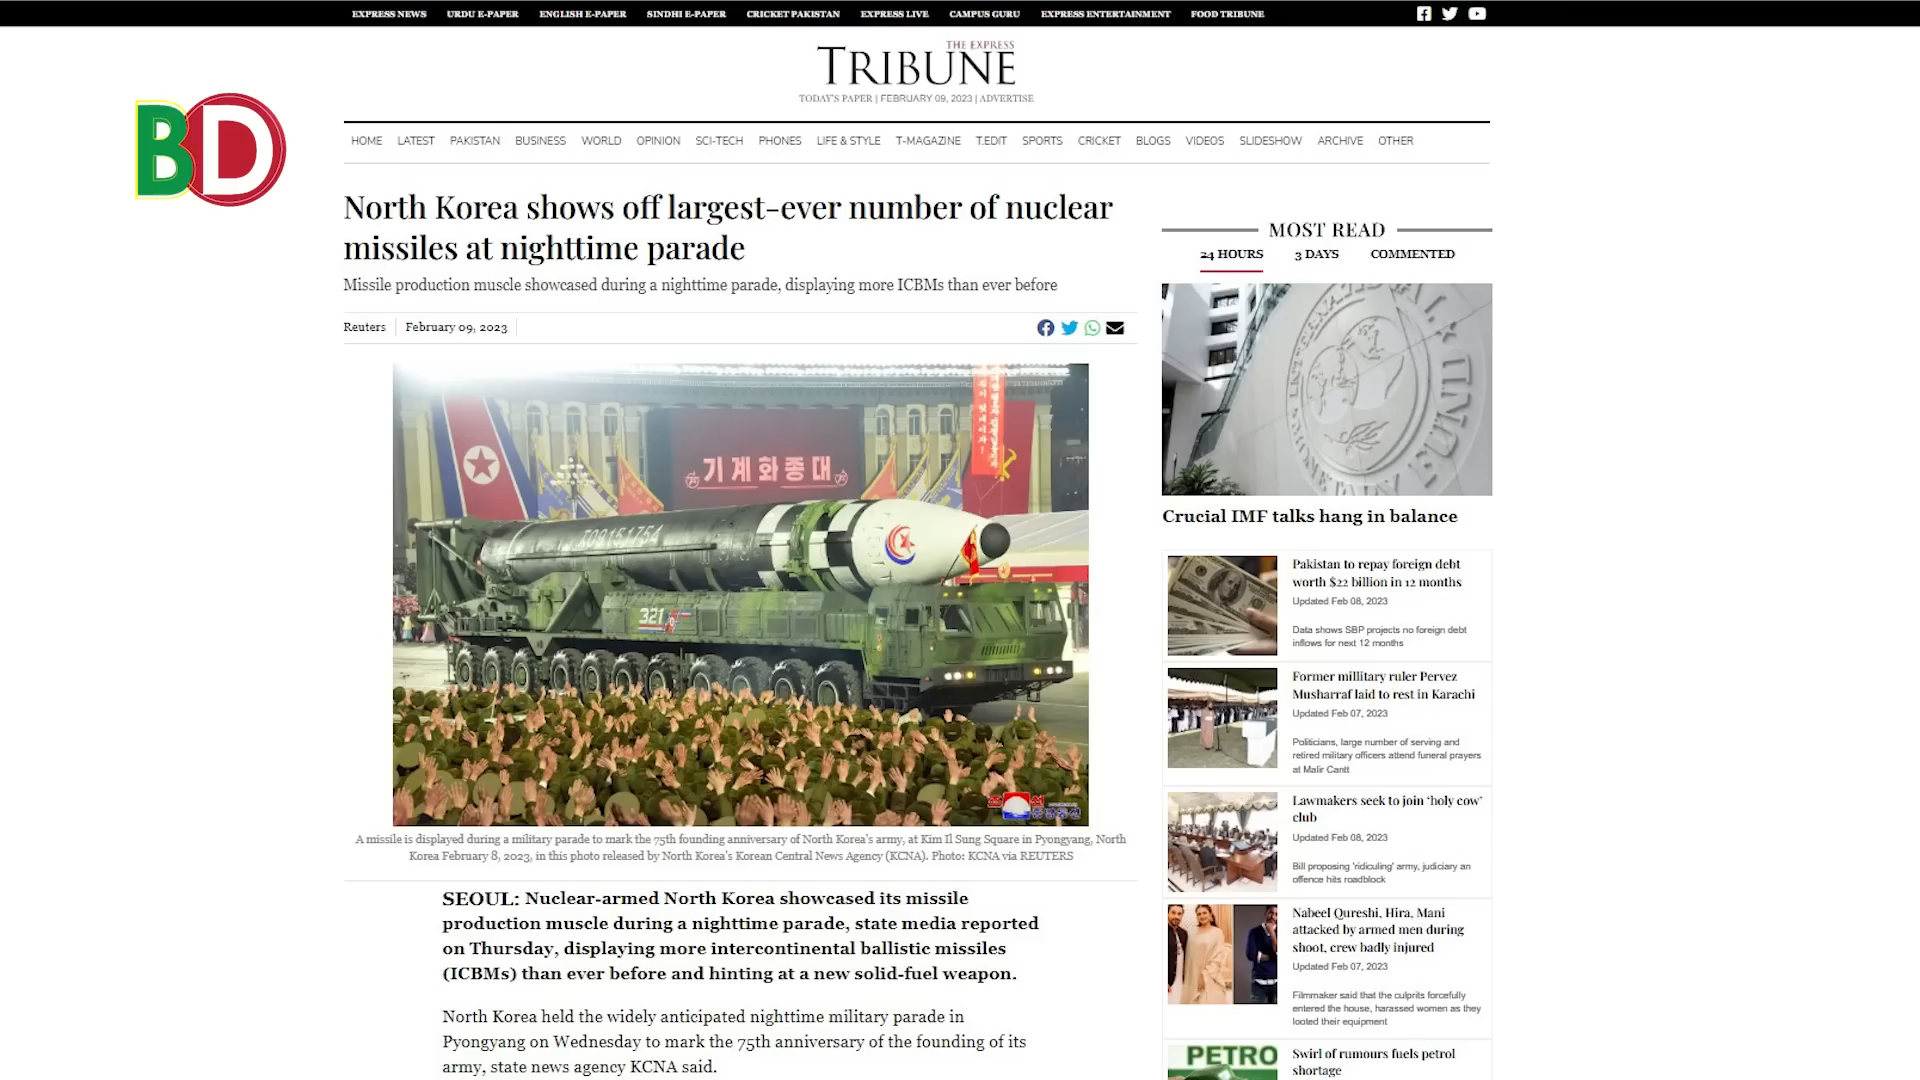 EXPRESS NEWS URDU E-PAPER ENGLISH E-PAPER SINDHI E-PAPER CRICKET PAKISTAN EXPRESS LIVE CAMPUS GURU EXPRESS ENTERTAINMENT FOOD TRIBUNE
THE EXPRESS
TRIBUNE
TODAY'S PAPER | FEBRUARY 09, 2023 | ADVERTISE
BD
HOME LATEST PAKISTAN BUSINESS WORLD OPINION SCI-TECH PHONES LIFE & STYLE T-MAGAZINE T.EDIT SPORTS CRICKET BLOGS VIDEOS SLIDESHOW ARCHIVE OTHER
North Korea shows off largest-ever number of nuclear
missiles at nighttime parade
Missile production muscle showcased during a nighttime parade, displaying more ICBMs than ever before
Reuters February 09, 2023
기계화종대
321
A missile is displayed during a military parade to mark the 75th founding anniversary of North Korea's army, at Kim Il Sung Square in Pyongyang, North
Korea February 8, 2023, in this photo released by North Korea's Korean Central News Agency (KCNA). Photo: KCNA via REUTERS
SEOUL: Nuclear-armed North Korea showcased its missile
production muscle during a nighttime parade, state media reported
on Thursday, displaying more intercontinental ballistic missiles
(ICBMs) than ever before and hinting at a new solid-fuel weapon.
North Korea held the widely anticipated nighttime military parade in
Pyongyang on Wednesday to mark the 75th anniversary of the founding of its
army, state news agency KCNA said.
MOST READ
24 HOURS 3 DAYS COMMENTED
Crucial IMF talks hang in balance
Pakistan to repay foreign debt
worth $22 billion in 12 months
Updated Feb 08, 2023
Data shows SBP projects no foreign debt
inflows for next 12 months
Former military ruler Pervez
Musharraf laid to rest in Karachi
Updated Feb 07, 2023
Politicians, large number of serving and
retired military officers attend funeral prayers
at Malir Cantt
Lawmakers seek to join ‘holy cow’
club
Updated Feb 08, 2023
Bill proposing 'ridiculing' army, judiciary an
offence hits roadblock
Nabeel Qureshi, Hira, Mani
attacked by armed men during
shoot, crew badly injured
Updated Feb 07, 2023
Filmmaker said that the culprits forcefully
entered the house, harassed women as they
looted their equipment
PETRO
Swirl of rumours fuels petrol
shortage